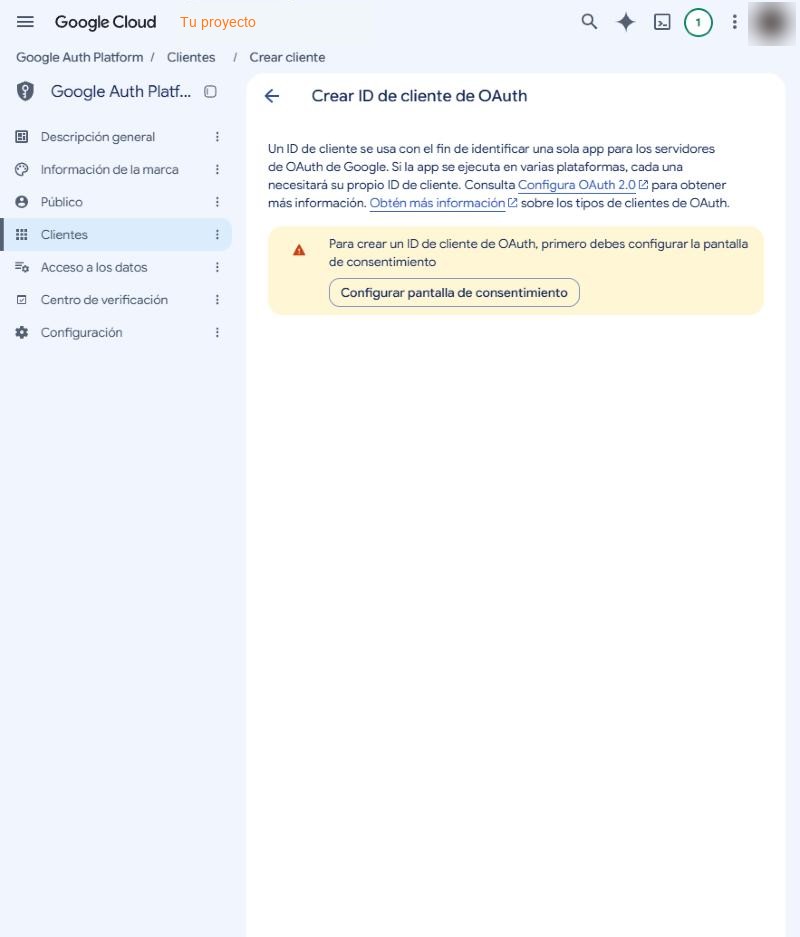 Google Cloud Tu proyecto 1
Google Auth Platform / Clientes / Crear cliente
Google Auth Platf...
Descripción general
Información de la marca
Público
Clientes
Acceso a los datos
Centro de verificación
Configuración
Crear ID de cliente de OAuth
Un ID de cliente se usa con el fin de identificar una sola app para los servidores
de OAuth de Google. Si la app se ejecuta en varias plataformas, cada una
necesitará su propio ID de cliente. Consulta Configura OAuth 2.0 para obtener
más información. Obtén más información sobre los tipos de clientes de OAuth.
Para crear un ID de cliente de OAuth, primero debes configurar la pantalla
de consentimiento
Configurar pantalla de consentimiento